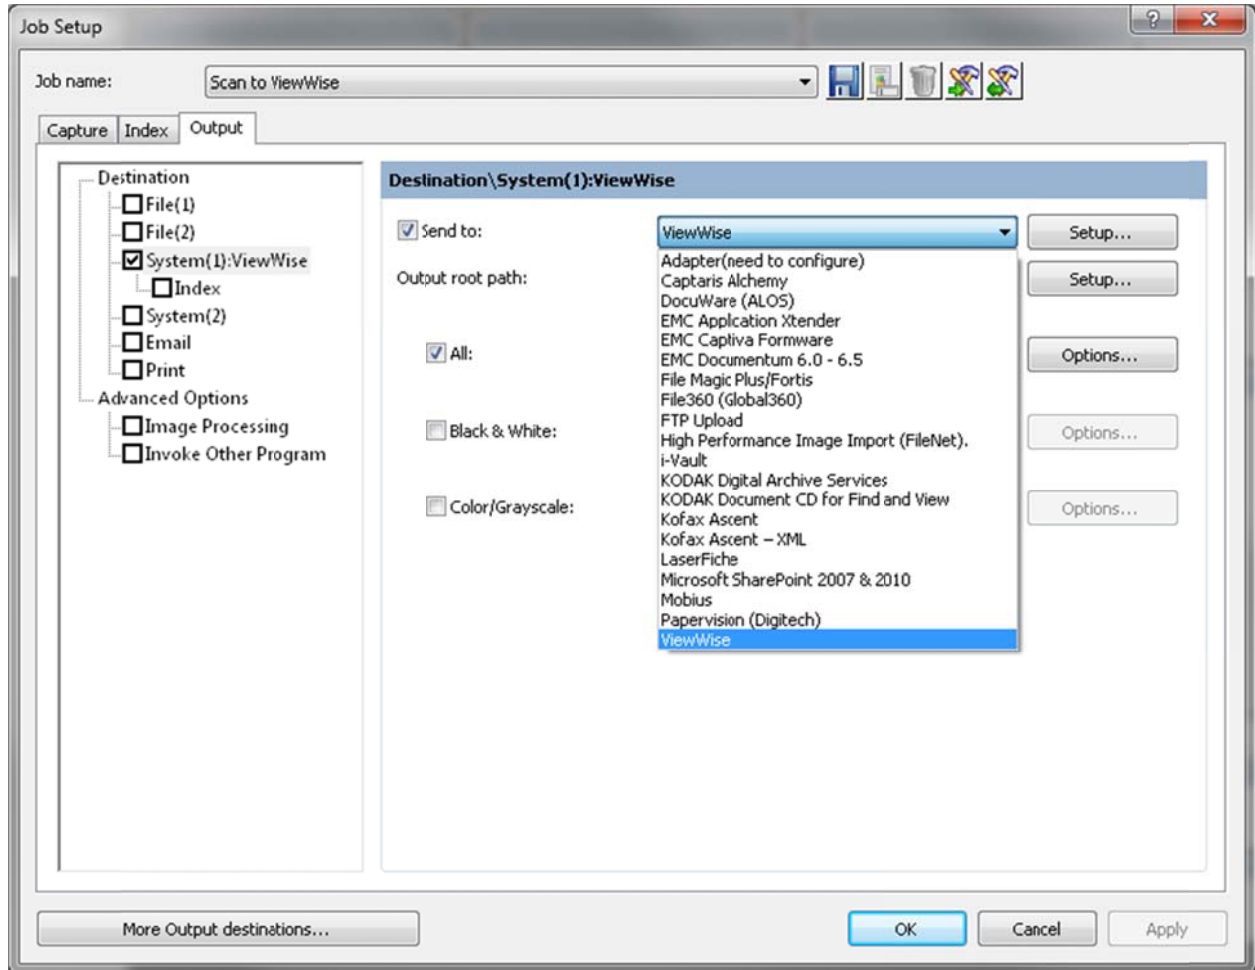 Job Setup
Job name:
Scan to ViewWise
Capture
Index
Output
Destination
File(1)
File(2)
System(1):ViewWise
Index
System(2)
Email
Print
Advanced Options
Image Processing
Invoke Other Program
Destination\System(1):ViewWise
Send to:
ViewWise
Setup...
Output root path:
Setup...
All:
Options...
Black & White:
Options...
Color/Grayscale:
Options...
Adapter(need to configure)
Captaris Alchemy
DocuWare (ALOS)
EMC Application Xtender
EMC Captiva Formware
EMC Documentum 6.0 - 6.5
File Magic Plus/Fortis
File360 (Global360)
FTP Upload
High Performance Image Import (FileNet).
i-Vault
KODAK Digital Archive Services
KODAK Document CD for Find and View
Kofax Ascent
Kofax Ascent – XML
LaserFiche
Microsoft SharePoint 2007 & 2010
Mobius
Papervision (Digitech)
ViewWise
More Output destinations...
OK
Cancel
Apply